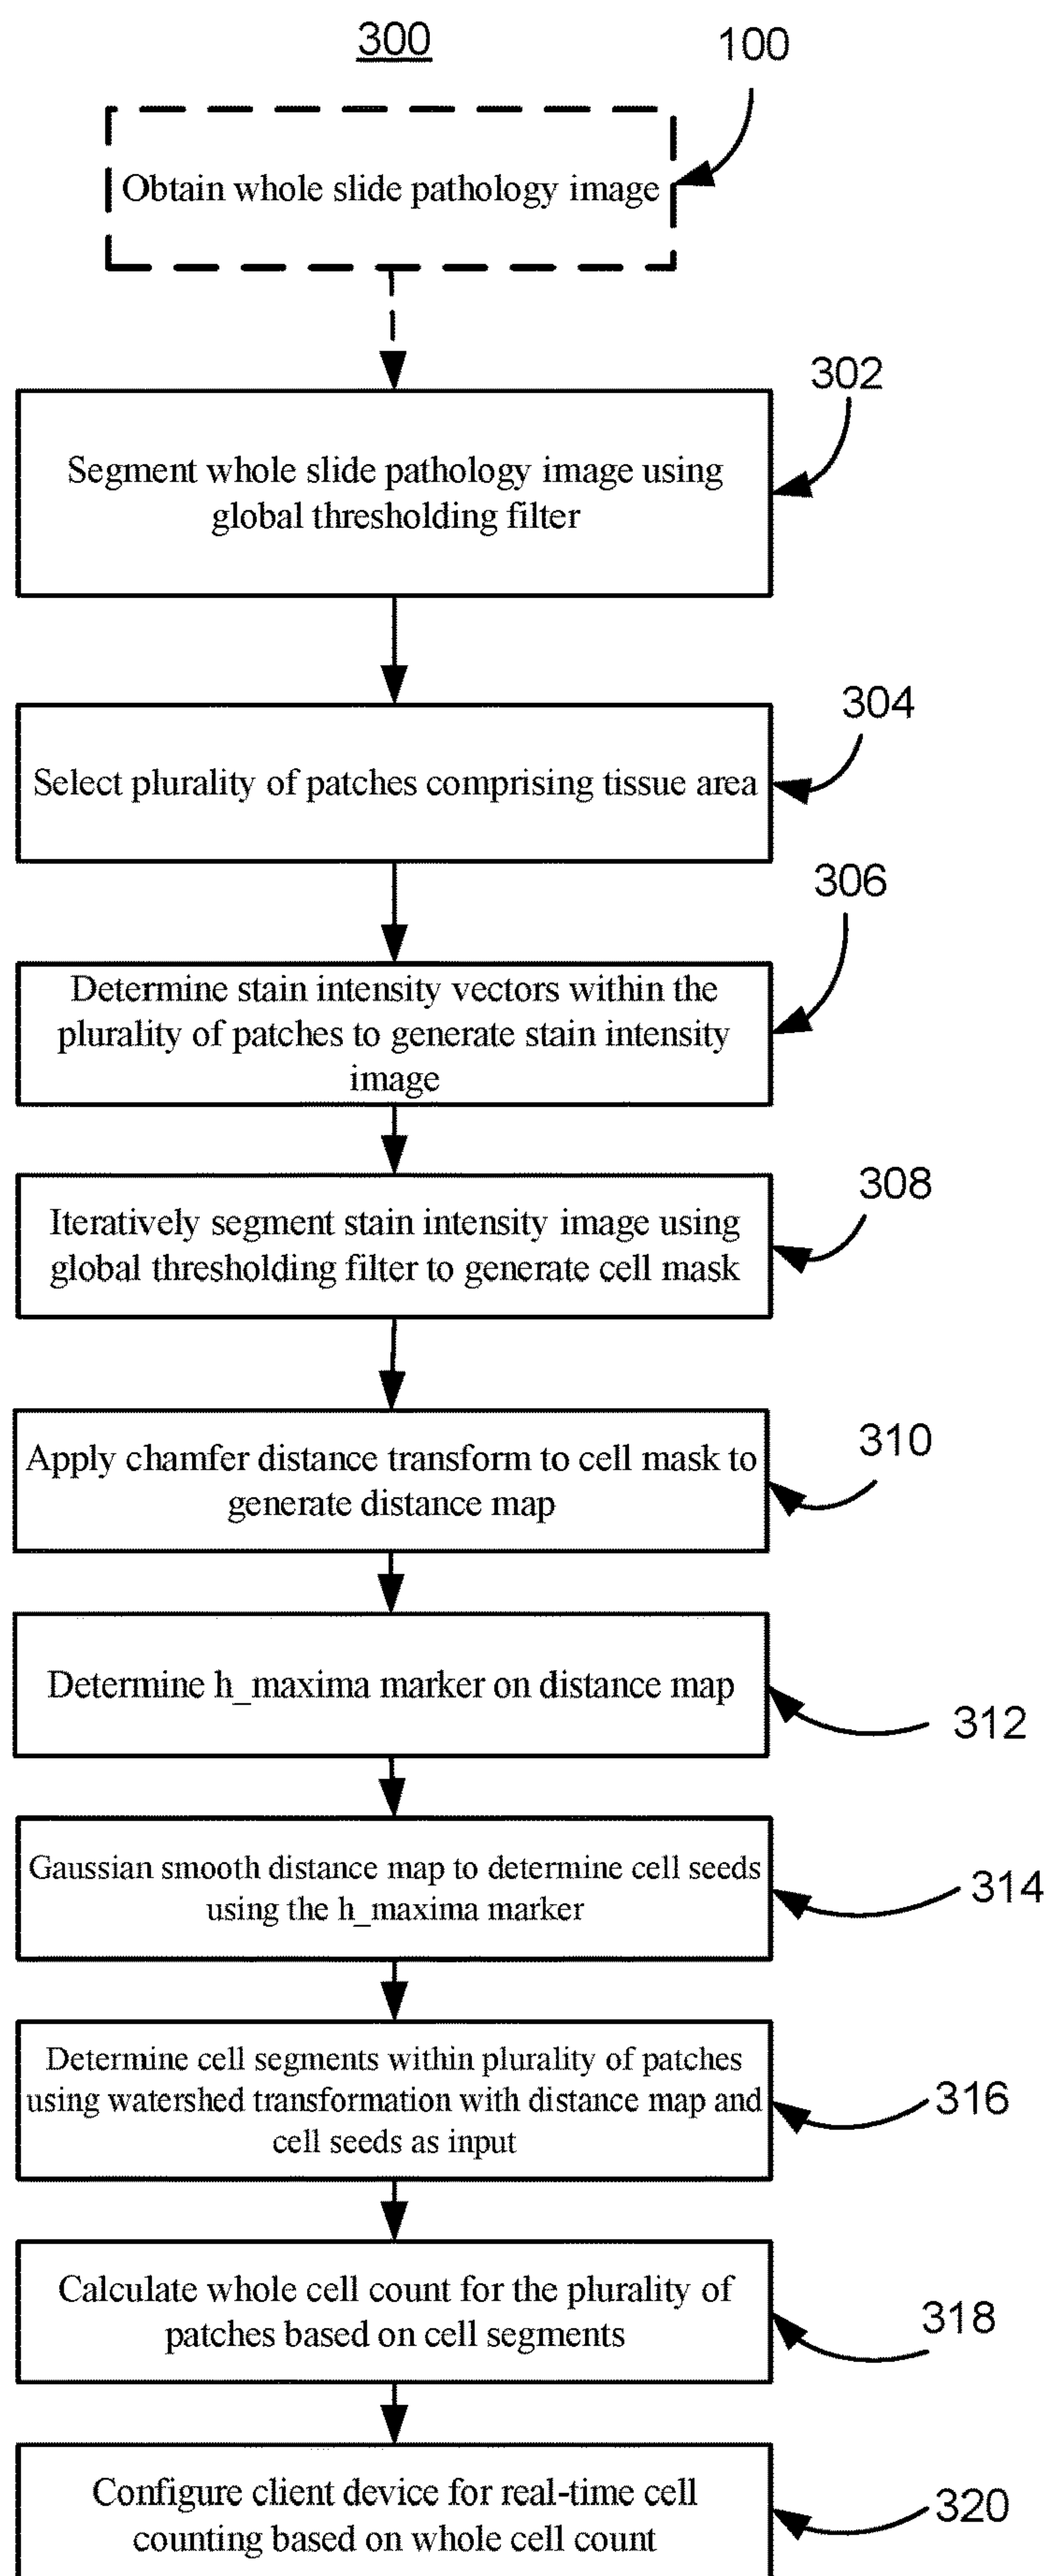 300
100
Obtain whole slide pathology image
302
Segment whole slide pathology image using
global thresholding filter
304
Select plurality of patches comprising tissue area
306
Determine stain intensity vectors within the
plurality of patches to generate stain intensity
image
308
Iteratively segment stain intensity image using
global thresholding filter to generate cell mask
310
Apply chamfer distance transform to cell mask to
generate distance map
Determine h_maxima marker on distance map
312
Gaussian smooth distance map to determine cell seeds
using the h_maxima marker
314
Determine cell segments within plurality of patches
using watershed transformation with distance map and
cell seeds as input
316
Calculate whole cell count for the plurality of
patches based on cell segments
318
Configure client device for real-time cell
counting based on whole cell count
320